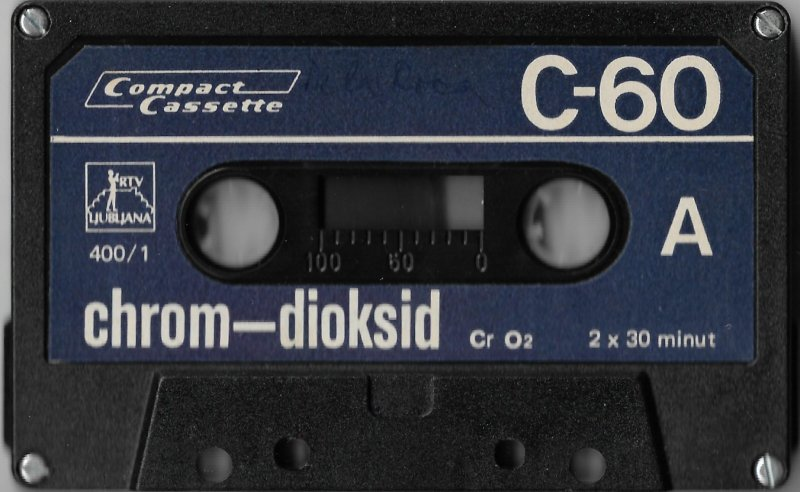 Compact
Cassette
C-60
RTV
LJUBLJANA
400/1
A
100 50 0
chrom—dioksid
Cr O2
2 x 30 minut